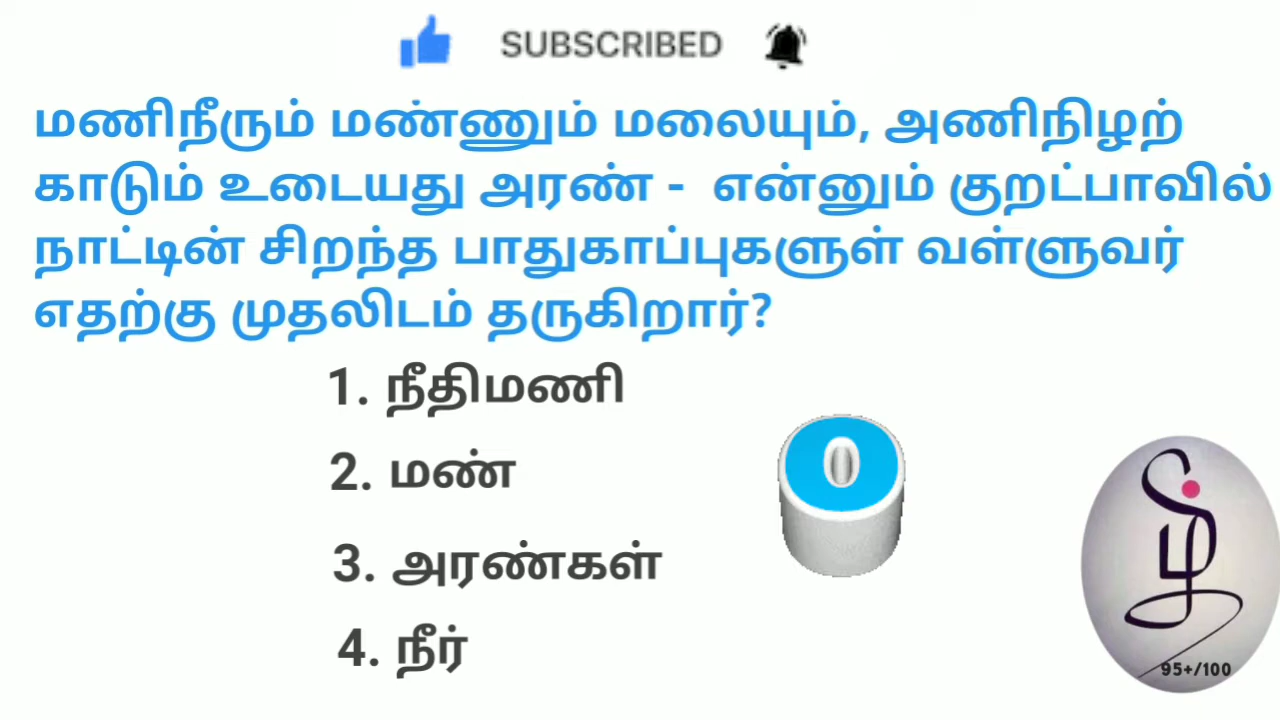 SUBSCRIBED
மணிநீரும் மண்ணும் மலையும், அணிநிழற்
காடும் உடையது அரண் - என்னும் குறட்பாவில்
நாட்டின் சிறந்த பாதுகாப்புகளுள் வள்ளுவர்
எதற்கு முதலிடம் தருகிறார்?
1. நீதிமணி
2. மண்
0
3. அரண்கள்
4. நீர்
95+/100